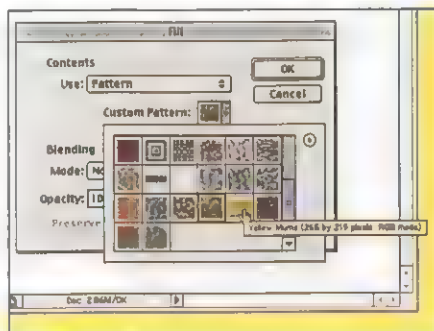 Fill
Contents
Use: Pattern
OK
Cancel
Custom Pattern:
Blending
Mode:
Opacity:
Preserve
Yellow Mums (256 by 219 pixels, RGB mode)
Doc: 2.86M/0K